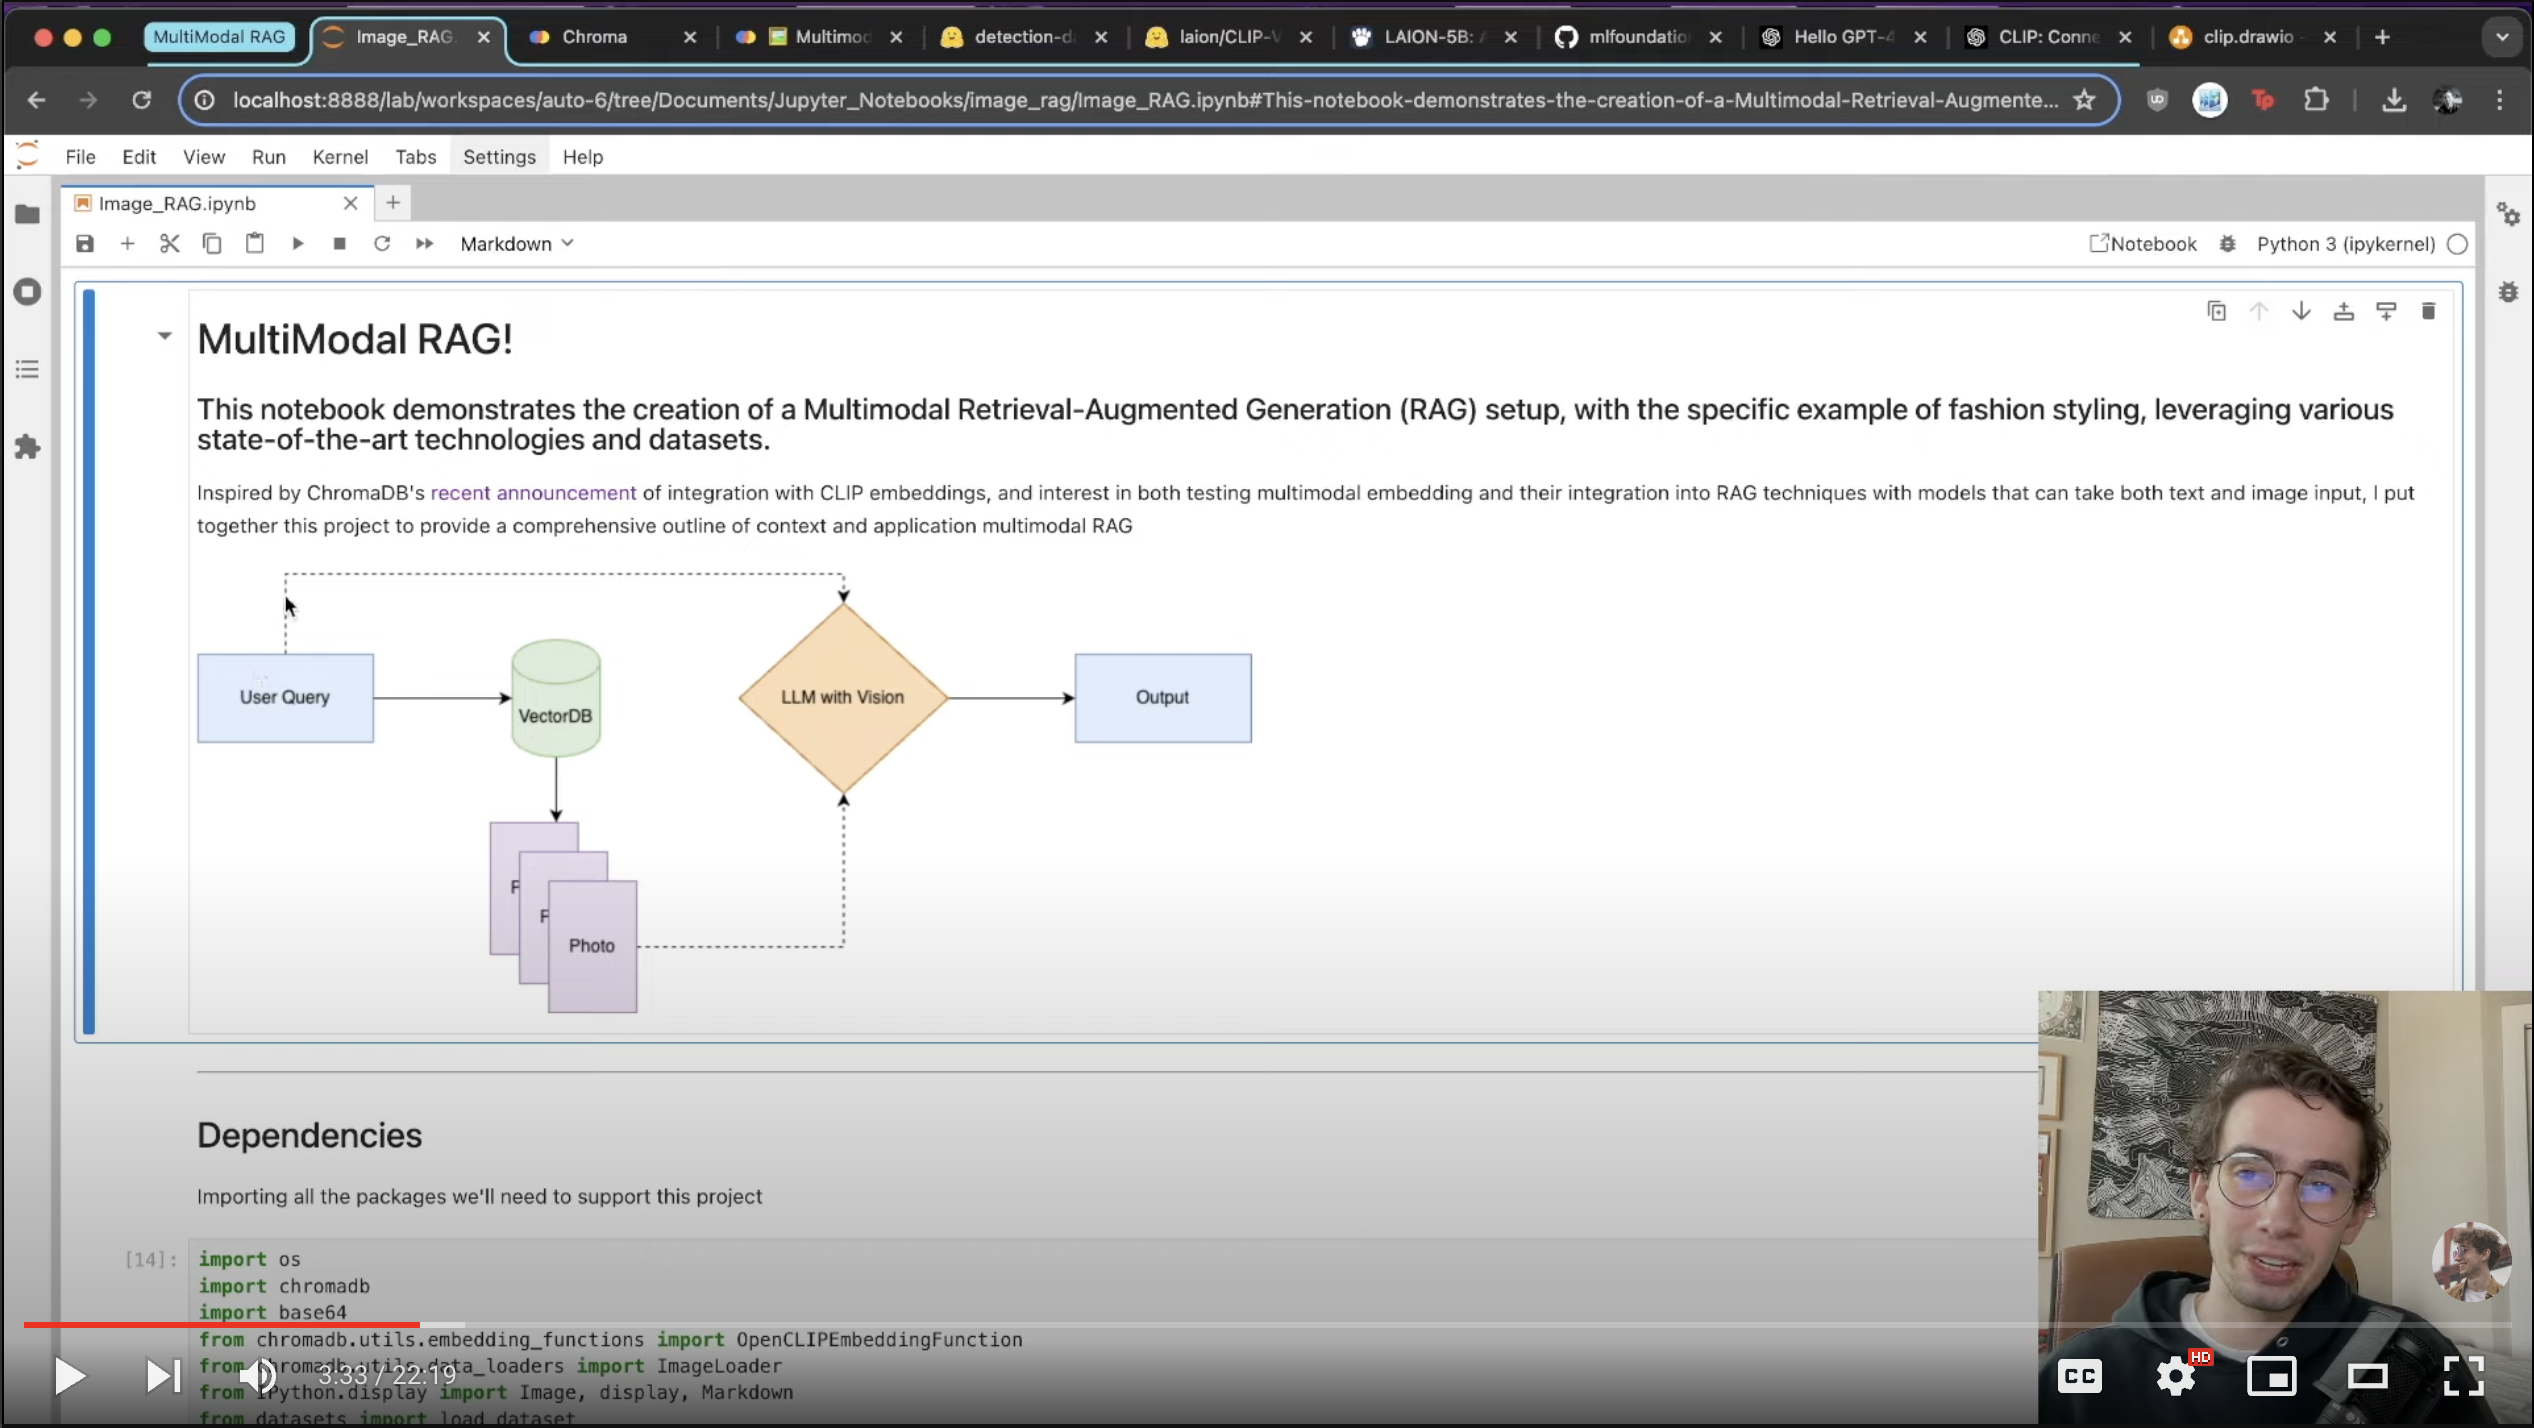 MultiModal RAG
Image_RAG.
Chroma
Multimod
detection-d
laion/CLIP-V
LAION-5B: A
mlfoundatio
Hello GPT-4
CLIP: Conne
clip.drawio
localhost:8888/lab/workspaces/auto-6/tree/Documents/Jupyter_Notebooks/image_rag/Image_RAG.ipynb#This-notebook-demonstrates-the-creation-of-a-Multimodal-Retrieval-Augmente...
Tp
File Edit View Run Kernel Tabs Settings Help
Image_RAG.ipynb
Markdown
Notebook
Python 3 (ipykernel)
MultiModal RAG!
This notebook demonstrates the creation of a Multimodal Retrieval-Augmented Generation (RAG) setup, with the specific example of fashion styling, leveraging various
state-of-the-art technologies and datasets.
Inspired by ChromaDB's recent announcement of integration with CLIP embeddings, and interest in both testing multimodal embedding and their integration into RAG techniques with models that can take both text and image input, I put
together this project to provide a comprehensive outline of context and application multimodal RAG
User Query
VectorDB
LLM with Vision
Output
P
P
Photo
Dependencies
Importing all the packages we'll need to support this project
[14]:
import os
import chromadb
import base64
from chromadb.utils.embedding_functions import OpenCLIPEmbeddingFunction
from chromadb.utils.data_loaders import ImageLoader
from IPython.display import Image, display, Markdown
from datasets import load_dataset
3:33 / 22:19
CC
HD